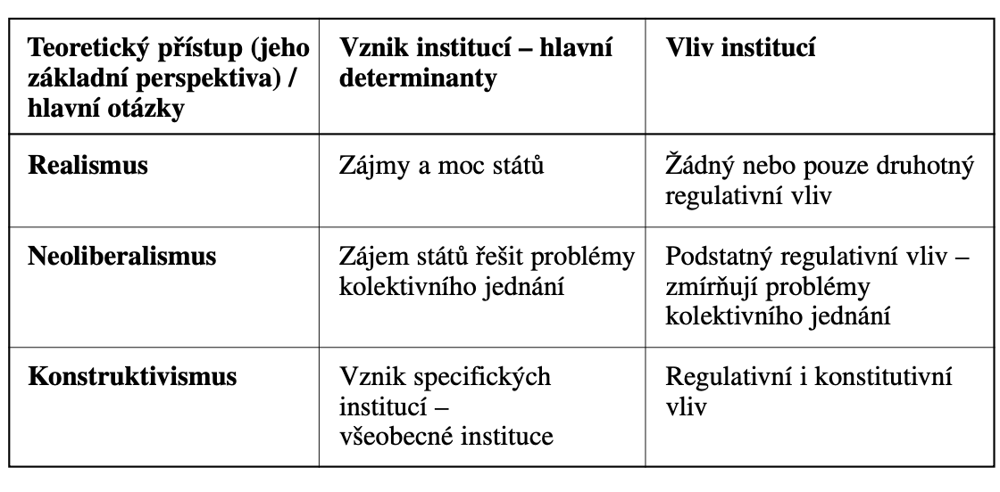 Teoretický přístup (jeho
základní perspektiva) /
hlavní otázky
Vznik institucí – hlavní
determinanty
Vliv institucí
Realismus
Zájmy a moc států
Žádný nebo pouze druhotný
regulativní vliv
Neoliberalismus
Zájem států řešit problémy
kolektivního jednání
Podstatný regulativní vliv –
zmírňují problémy
kolektivního jednání
Konstruktivismus
Vznik specifických
institucí –
všeobecné instituce
Regulativní i konstitutivní
vliv